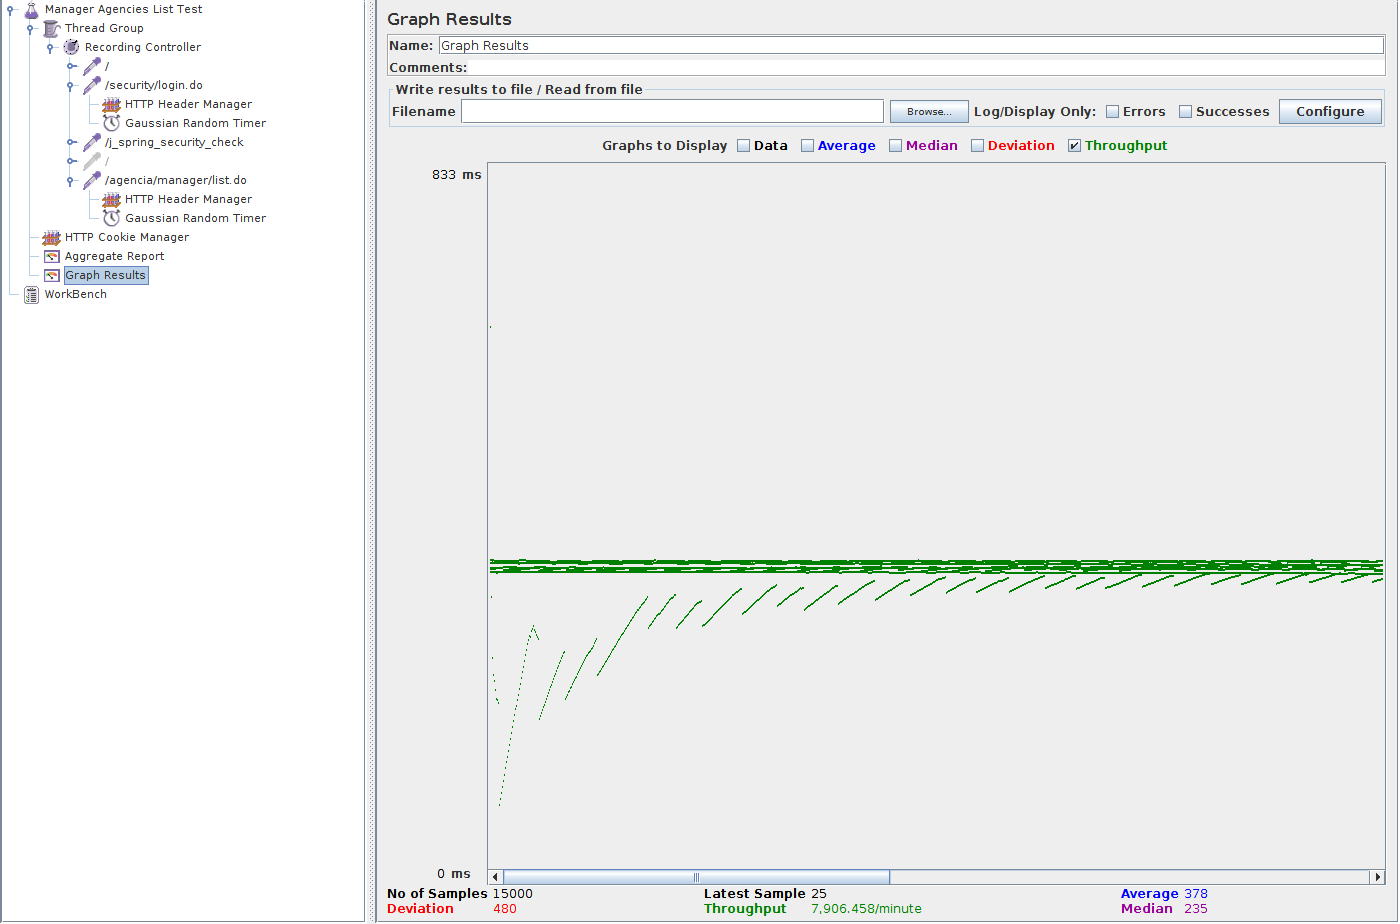 Manager Agencies List Test
Thread Group
Recording Controller
/
/security/login.do
HTTP Header Manager
Gaussian Random Timer
/j_spring_security_check
/
/agencia/manager/list.do
HTTP Header Manager
Gaussian Random Timer
HTTP Cookie Manager
Aggregate Report
Graph Results
WorkBench
Graph Results
Name: Graph Results
Comments:
Write results to file / Read from file
Filename Browse... Log/Display Only: Errors Successes Configure
Graphs to Display Data Average Median Deviation Throughput
833 ms
0 ms
No of Samples 15000 Latest Sample 25 Average 378
Deviation 480 Throughput 7,906.458/minute Median 235